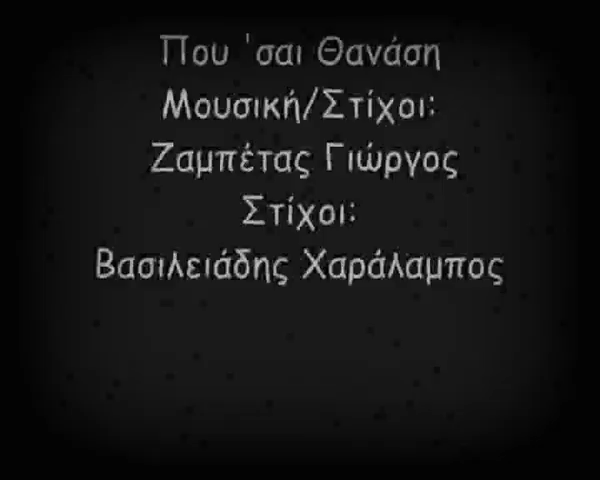 Που 'σαι Θανάση
Μουσική/Στίχοι:
Ζαμπέτας Γιώργος
Στίχοι:
Βασιλειάδης Χαράλαμπος